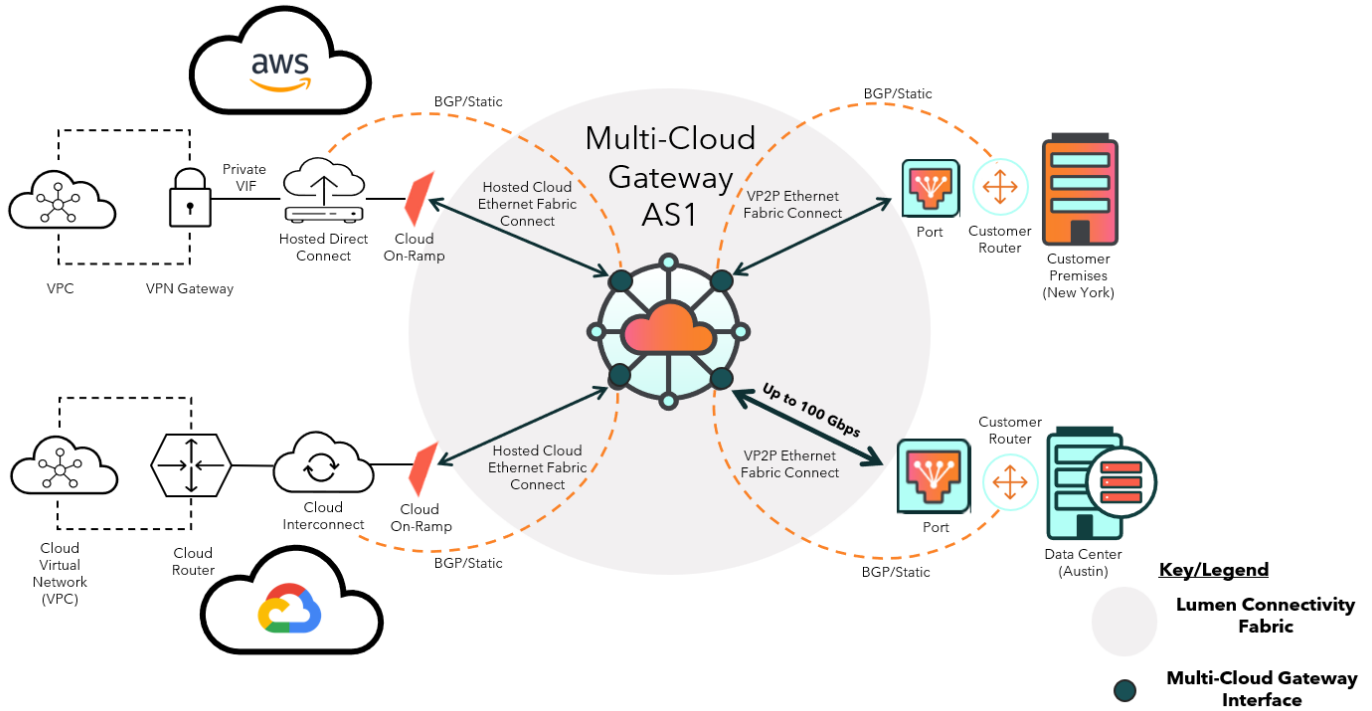 aws
BGP/Static
BGP/Static
Multi-Cloud
Gateway
AS1
Private
VIF
Hosted Cloud
Ethernet Fabric
Connect
VP2P Ethernet
Fabric Connect
VPC
VPN Gateway
Hosted Direct
Connect
Cloud
On-Ramp
Port
Customer
Router
Customer
Premises
(New York)
Up to 100 Gbps
Hosted Cloud
Ethernet Fabric
Connect
VP2P Ethernet
Fabric Connect
Customer
Router
Cloud
Virtual
Network
(VPC)
Cloud
Router
Cloud
Interconnect
Cloud
On-Ramp
Port
Data Center
(Austin)
BGP/Static
BGP/Static
Key/Legend
Lumen Connectivity
Fabric
Multi-Cloud Gateway
Interface